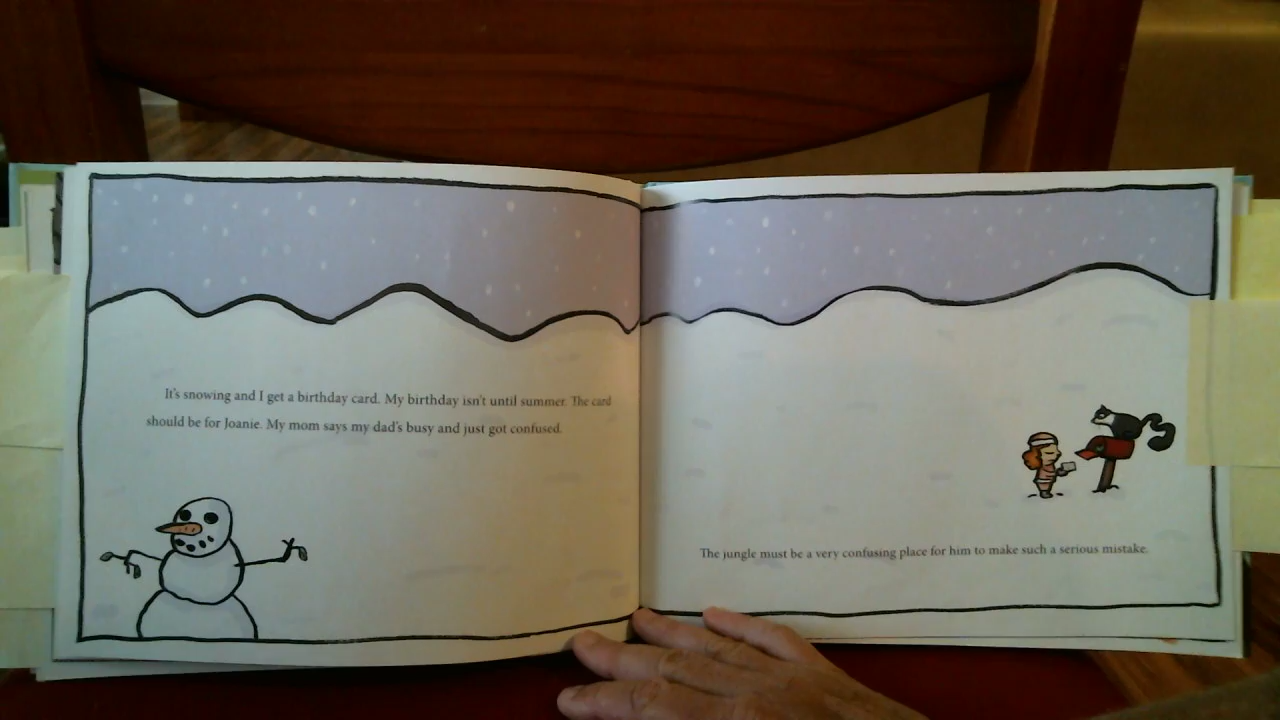 It's snowing and I get a birthday card. My birthday isn't until summer. The card
should be for Joanie. My mom says my dad's busy and just got confused.
The jungle must be a very confusing place for him to make such a serious mistake.